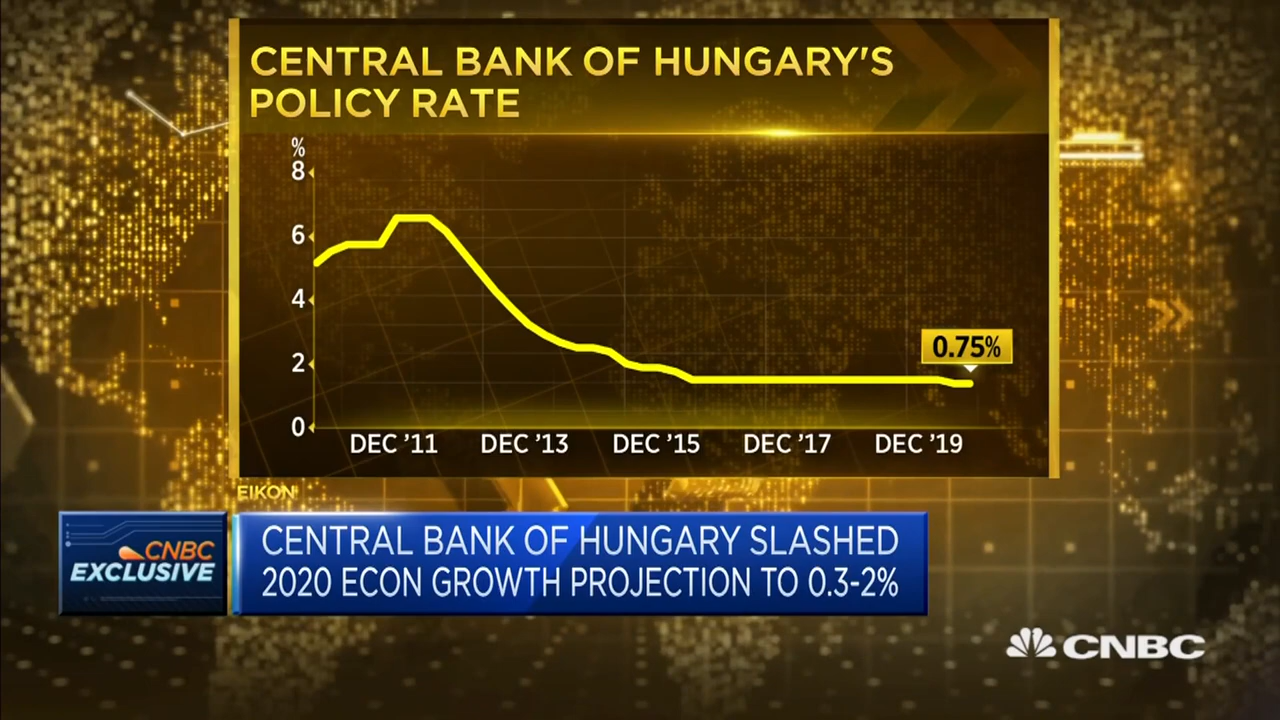 CENTRAL BANK OF HUNGARY'S
POLICY RATE
%
8
6
4
2
0
0.75%
DEC '11 DEC '13 DEC '15 DEC '17 DEC '19
EIKON
CNBC
EXCLUSIVE
CENTRAL BANK OF HUNGARY SLASHED
2020 ECON GROWTH PROJECTION TO 0.3-2%
CNBC